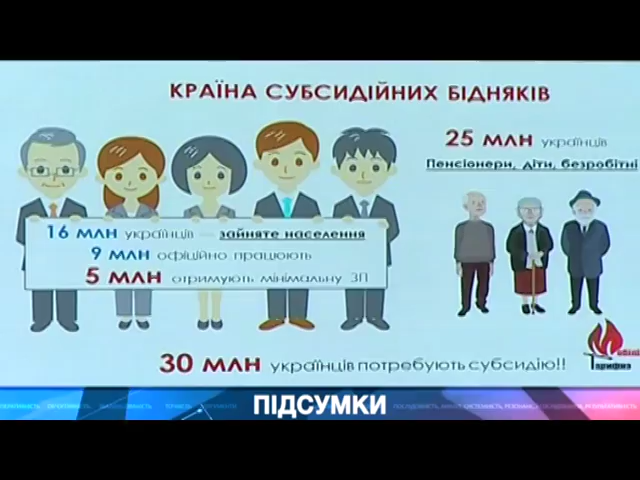 КРАЇНА СУБСИДІЙНИХ БІДНЯКІВ
25 МЛН українців
Пенсіонери, діти, безробітні
16 МЛН українців — зайняте населення
9 МЛН офіційно працюють
5 МЛН отримують мінімальну ЗП
30 МЛН українців потребують субсидію!!
Тарифна
ПІДСУМКИ